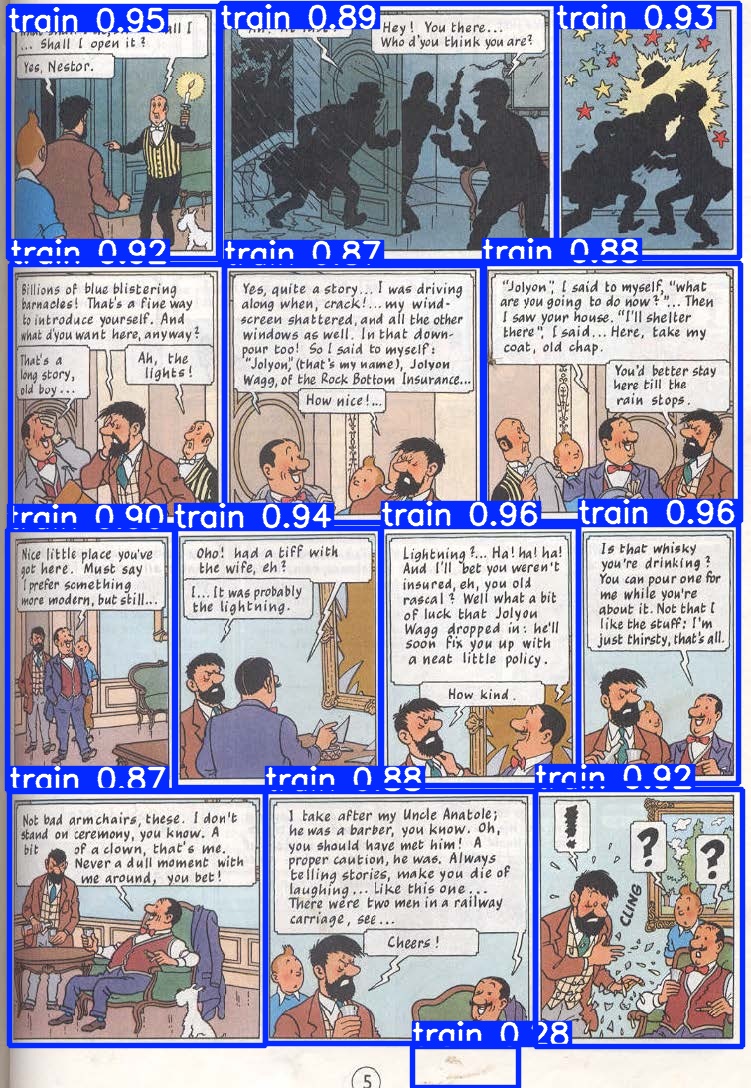 train 0.95
... Shall I open it?
Yes, Nestor.
train 0.89
Hey! You there...
Who d'you think you are?
train 0.93
train 0.92
Billions of blue blistering
barnacles! That's a fine way
to introduce yourself. And
what d'you want here, anyway?
That's a
long story,
old boy...
Ah, the
lights!
train 0.87
Yes, quite a story... I was driving
along when, crack!... my wind-
screen shattered, and all the other
windows as well. In that down-
pour too! So I said to myself:
"Jolyon," (that's my name), Jolyon
Wagg, of the Rock Bottom Insurance...
How nice!...
train 0.88
"Jolyon", I said to myself, "what
are you going to do now?"... Then
I saw your house. "I'll shelter
there", I said... Here, take my
coat, old chap.
You'd better stay
here till the
rain stops.
train 0.90
Nice little place you've
got here. Must say
I prefer something
more modern, but still...
train 0.94
Oho! had a tiff with
the wife, eh?
I... It was probably
the lightning.
train 0.96
Lightning?... Ha! ha! ha!
And I'll bet you weren't
insured, eh, you old
rascal? Well what a bit
of luck that Jolyon
Wagg dropped in: he'll
soon fix you up with
a neat little policy.
How kind.
train 0.96
Is that whisky
you're drinking?
You can pour one for
me while you're
about it. Not that I
like the stuff: I'm
just thirsty, that's all.
train 0.87
Not bad armchairs, these. I don't
stand on ceremony, you know. A
bit of a clown, that's me.
Never a dull moment with
me around, you bet!
train 0.88
I take after my Uncle Anatole;
he was a barber, you know. Oh,
you should have met him! A
proper caution, he was. Always
telling stories, make you die of
laughing... Like this one...
There were two men in a railway
carriage, see...
Cheers!
train 0.92
!
?
?
CLING
train 0.28
5